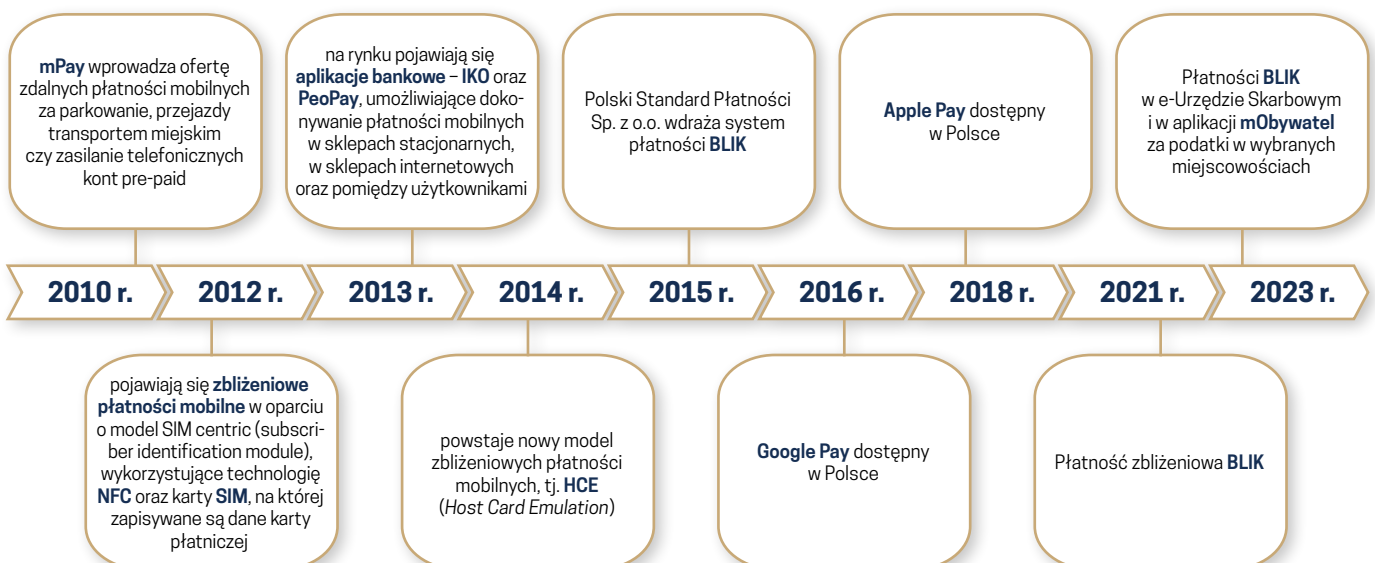 mPay wprowadza ofertę
zdalnych płatności mobilnych
za parkowanie, przejazdy
transportem miejskim
czy zasilanie telefonicznych
kont pre-paid
na rynku pojawiają się
aplikacje bankowe – IKO oraz
PeoPay, umożliwiające doko-
nywanie płatności mobilnych
w sklepach stacjonarnych,
w sklepach internetowych
oraz pomiędzy użytkownikami
Polski Standard Płatności
Sp. z o.o. wdraża system
płatności BLIK
Apple Pay dostępny
w Polsce
Płatności BLIK
w e-Urzędzie Skarbowym
i w aplikacji mObywatel
za podatki w wybranych
miejscowościach
2010 r.
2012 r.
2013 r.
2014 r.
2015 r.
2016 r.
2018 r.
2021 r.
2023 r.
pojawiają się zbliżeniowe
płatności mobilne w oparciu
o model SIM centric (subscri-
ber identification module),
wykorzystujące technologię
NFC oraz karty SIM, na której
zapisywane są dane karty
płatniczej
powstaje nowy model
zbliżeniowych płatności
mobilnych, tj. HCE
(Host Card Emulation)
Google Pay dostępny
w Polsce
Płatność zbliżeniowa BLIK